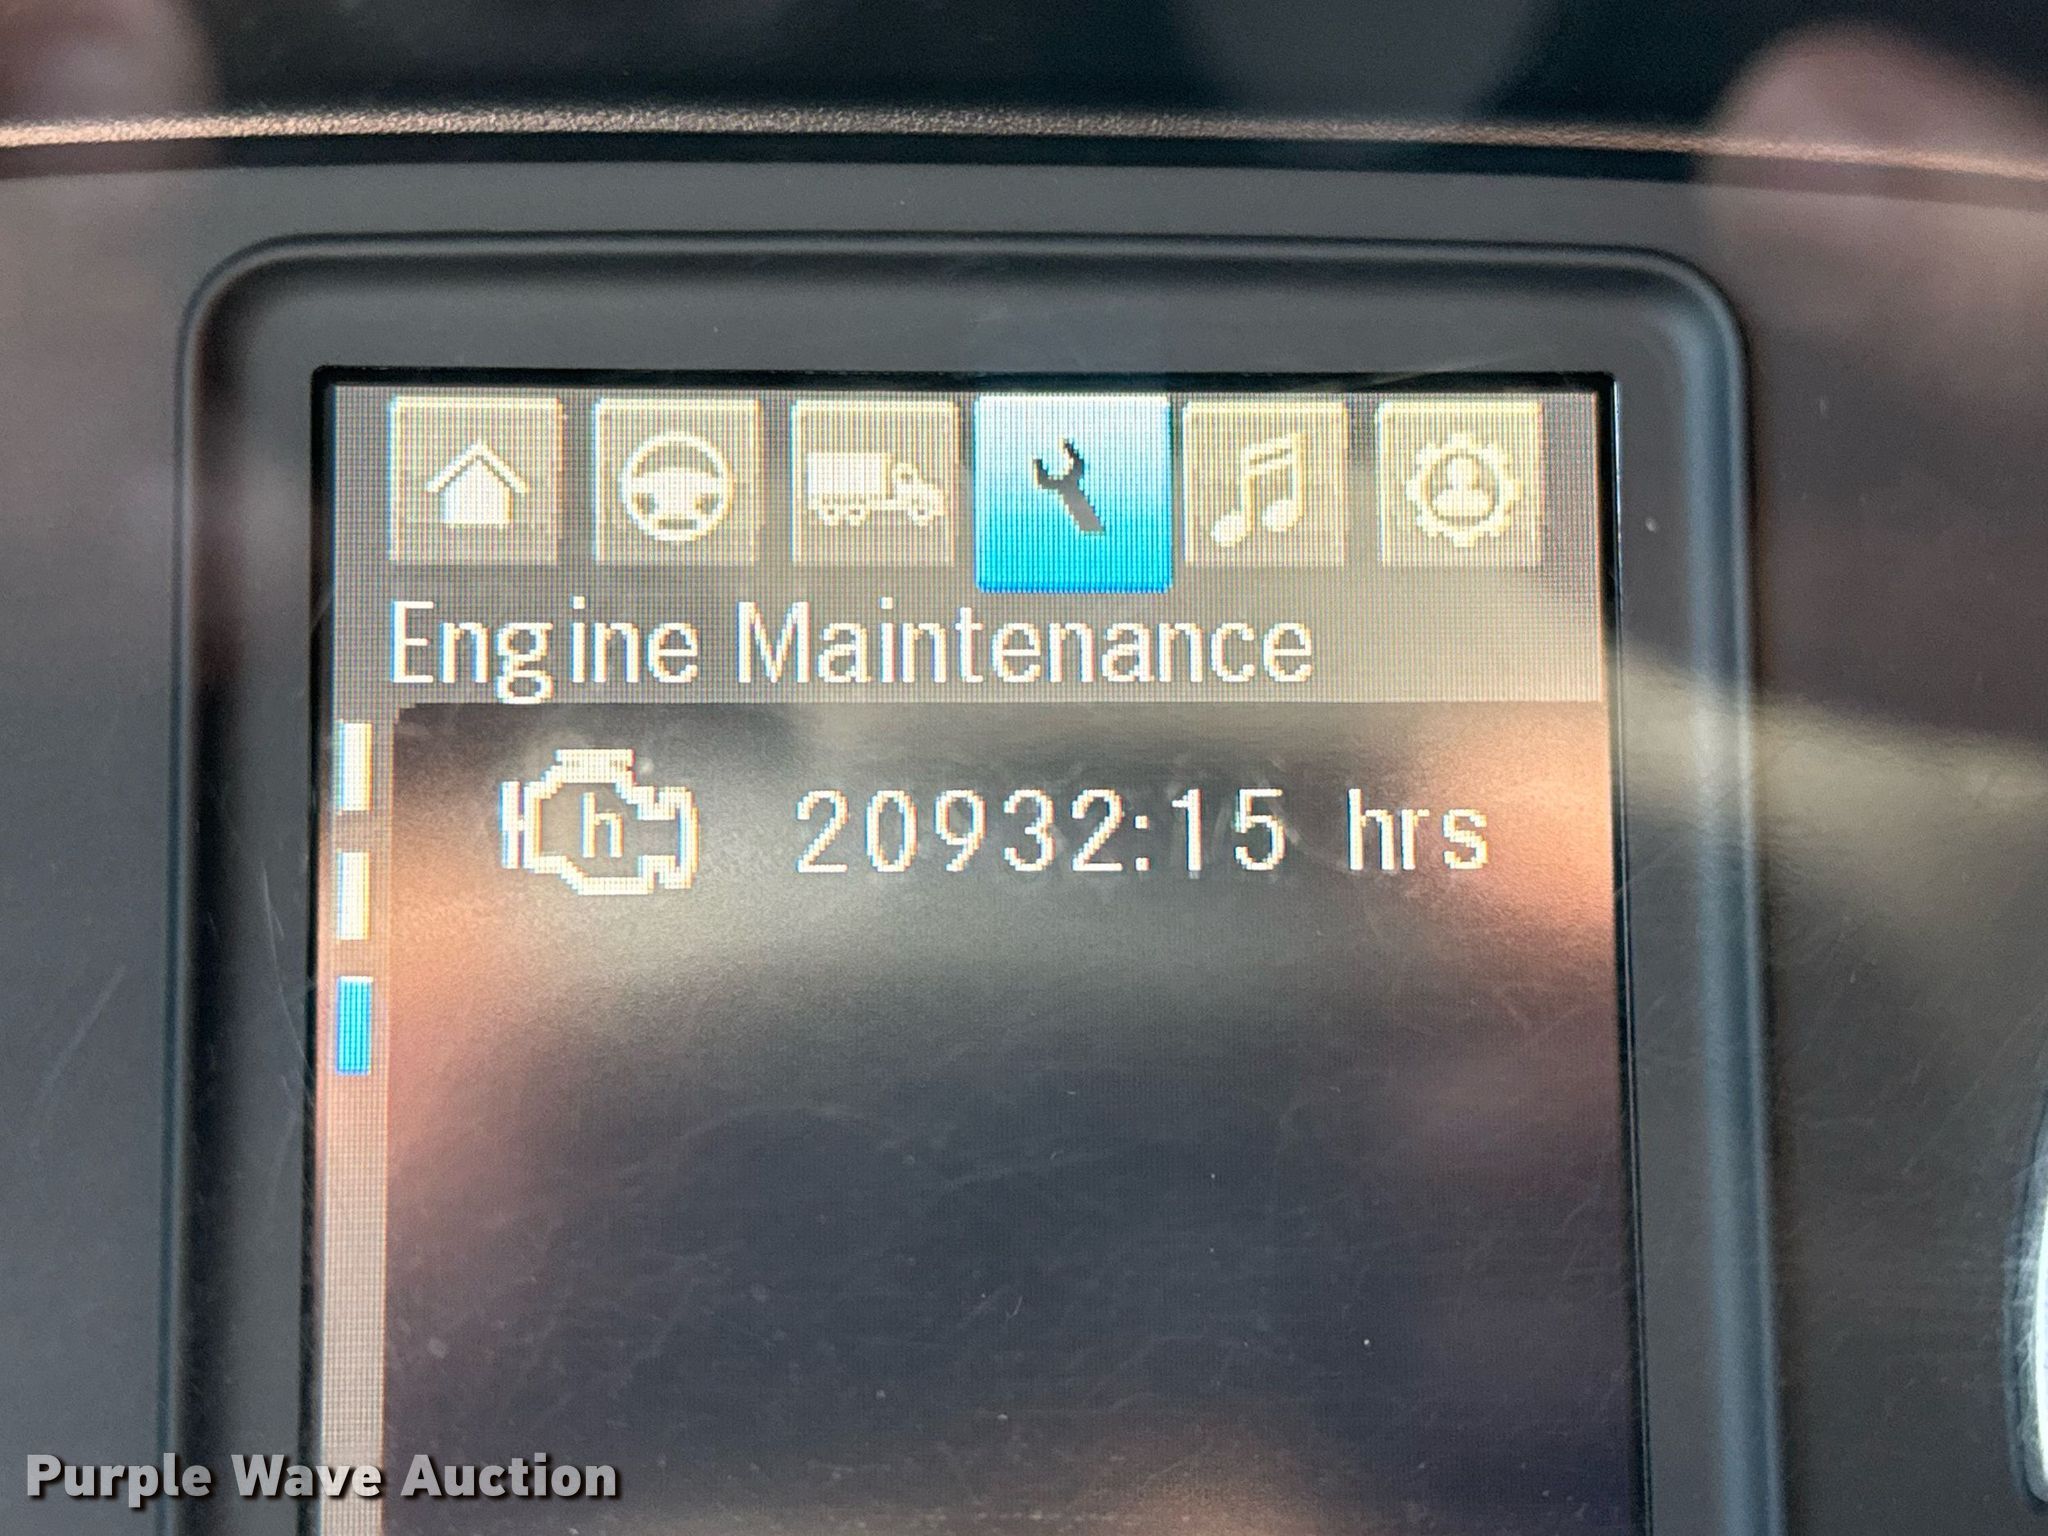 Engine Maintenance
h 20932:15 hrs
Purple Wave Auction